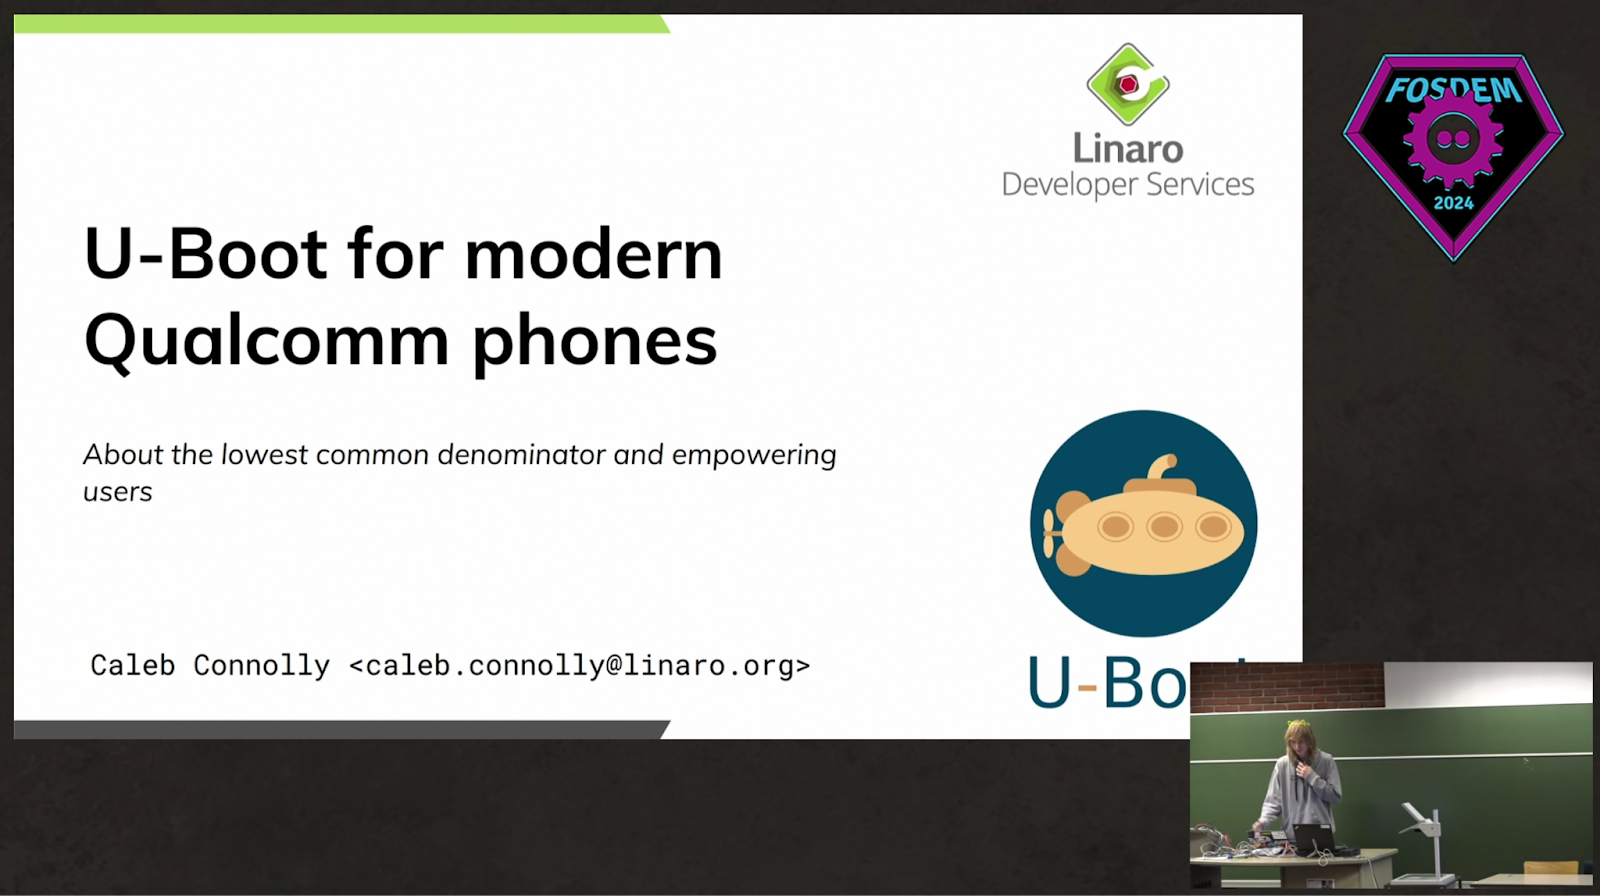 Linaro
Developer Services
FOSDEM
2024
U-Boot for modern
Qualcomm phones
About the lowest common denominator and empowering
users
Caleb Connolly <caleb.connolly@linaro.org>
U-Bo